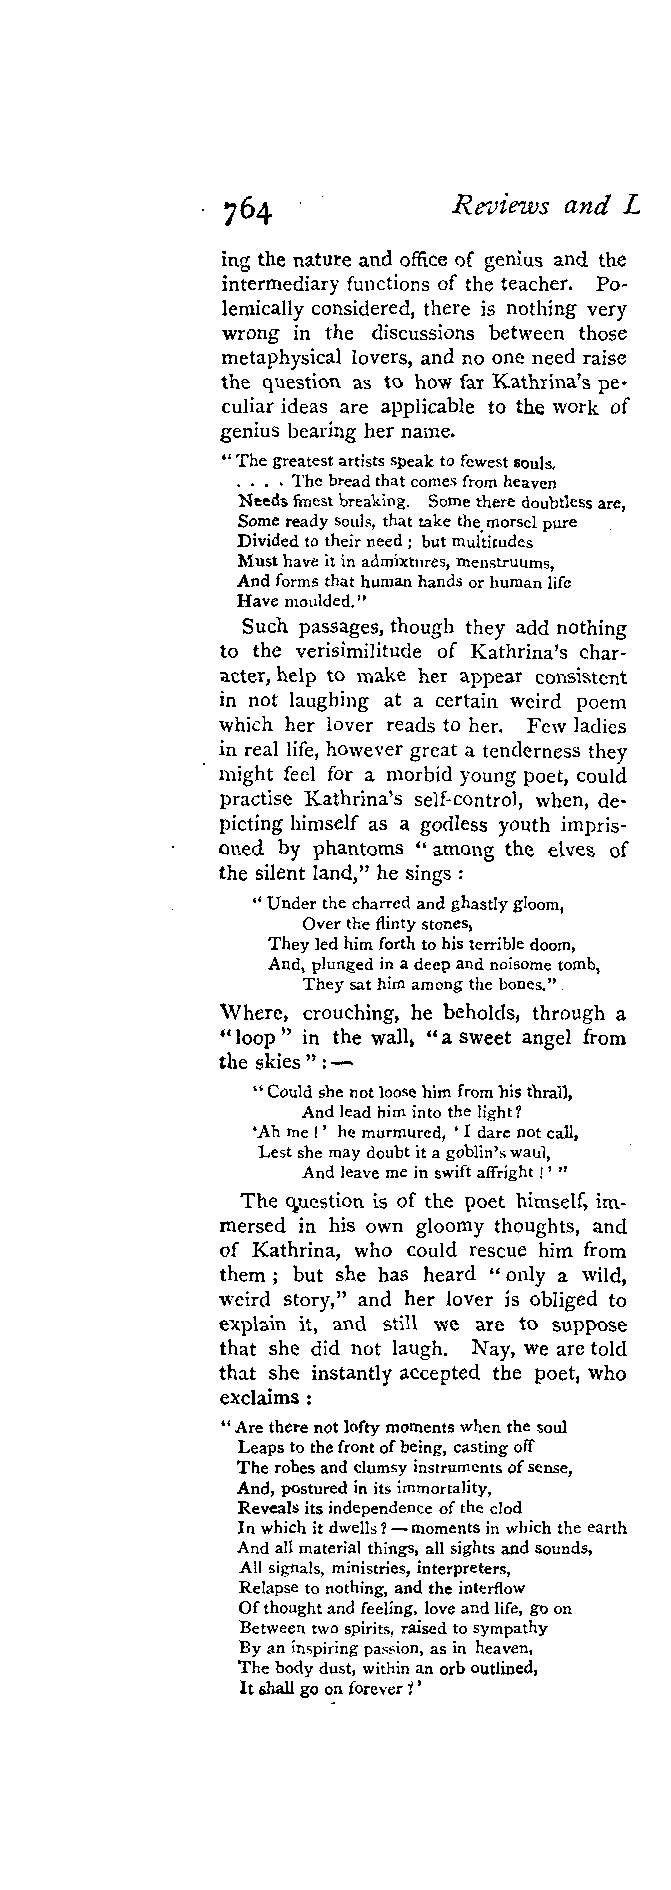 764 Reviews and L
ing the nature and office of genius and the
intermediary functions of the teacher. Po-
lemically considered, there is nothing very
wrong in the discussions between those
metaphysical lovers, and no one need raise
the question as to how far Kathrina's pe-
culiar ideas are applicable to the work of
genius bearing her name.
“The greatest artists speak to fewest souls,
. . . . The bread that comes from heaven
Needs finest breaking. Some there doubtless are,
Some ready souls, that take the morsel pure
Divided to their need ; but multitudes
Must have it in admixtures, menstruums,
And forms that human hands or human life
Have moulded.”
Such passages, though they add nothing
to the verisimilitude of Kathrina's char-
acter, help to make her appear consistent
in not laughing at a certain weird poem
which her lover reads to her. Few ladies
in real life, however great a tenderness they
might feel for a morbid young poet, could
practise Kathrina's self-control, when, de-
picting himself as a godless youth impris-
oned by phantoms “among the elves of
the silent land,” he sings :
“Under the charred and ghastly gloom,
Over the flinty stones,
They led him forth to his terrible doom,
And, plunged in a deep and noisome tomb,
They sat him among the bones.”
Where, crouching, he beholds, through a
“loop” in the wall, “a sweet angel from
the skies” : —
“Could she not loose him from his thrall,
And lead him into the light?
‘Ah me !’ he murmured, ‘I dare not call,
Lest she may doubt it a goblin's waul,
And leave me in swift affright !’”
The question is of the poet himself, im-
mersed in his own gloomy thoughts, and
of Kathrina, who could rescue him from
them ; but she has heard “only a wild,
weird story,” and her lover is obliged to
explain it, and still we are to suppose
that she did not laugh. Nay, we are told
that she instantly accepted the poet, who
exclaims :
“Are there not lofty moments when the soul
Leaps to the front of being, casting off
The robes and clumsy instruments of sense,
And, postured in its immortality,
Reveals its independence of the clod
In which it dwells ? — moments in which the earth
And all material things, all sights and sounds,
All signals, ministries, interpreters,
Relapse to nothing, and the interflow
Of thought and feeling, love and life, go on
Between two spirits, raised to sympathy
By an inspiring passion, as in heaven,
The body dust, within an orb outlined,
It shall go on forever ?’